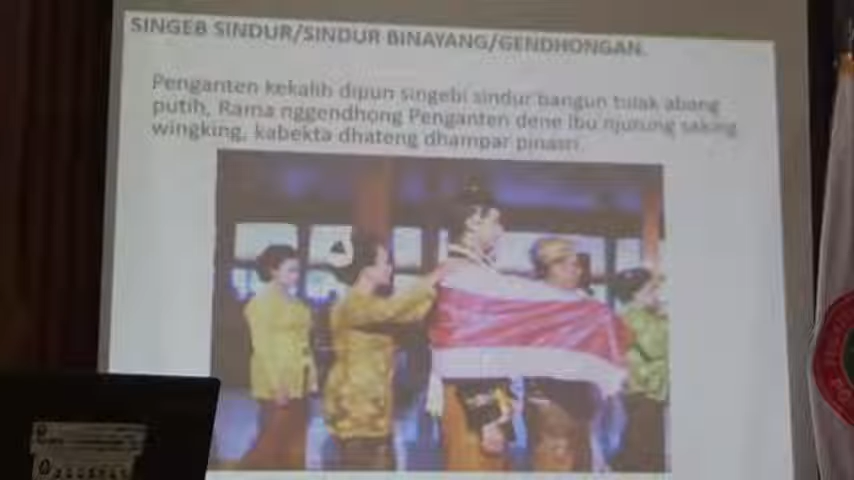 SINGEB SINDUR/SINDUR BINAYANG/GENDHONGAN.
Penganten kekalih dipun singebi sindur bangun tulak abang
putih, Rama nggendhong Penganten dene Ibu njurung saking
wingking, kabekta dhateng dhampar pinasri.